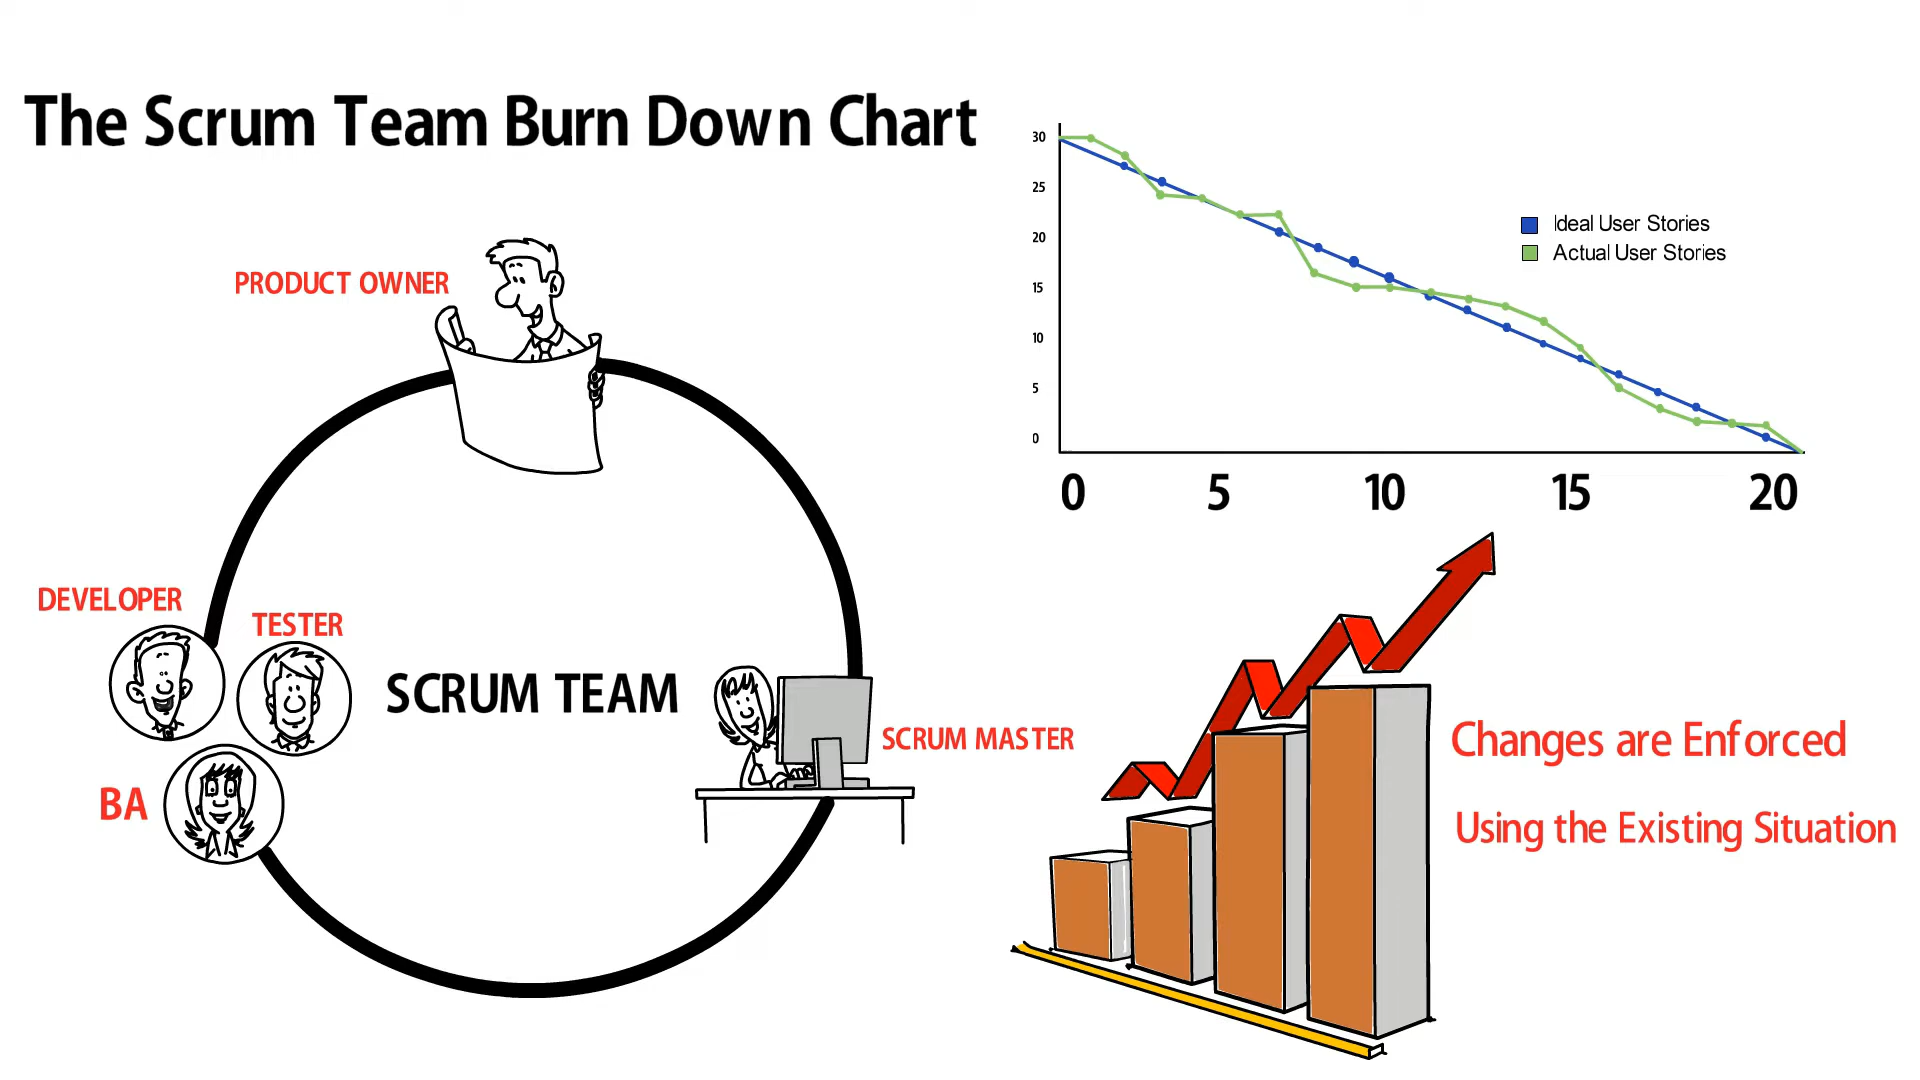 The Scrum Team Burn Down Chart
30
25
20
15
10
5
0
0 5 10 15 20
Ideal User Stories
Actual User Stories
PRODUCT OWNER
DEVELOPER
TESTER
BA
SCRUM TEAM
SCRUM MASTER
Changes are Enforced
Using the Existing Situation